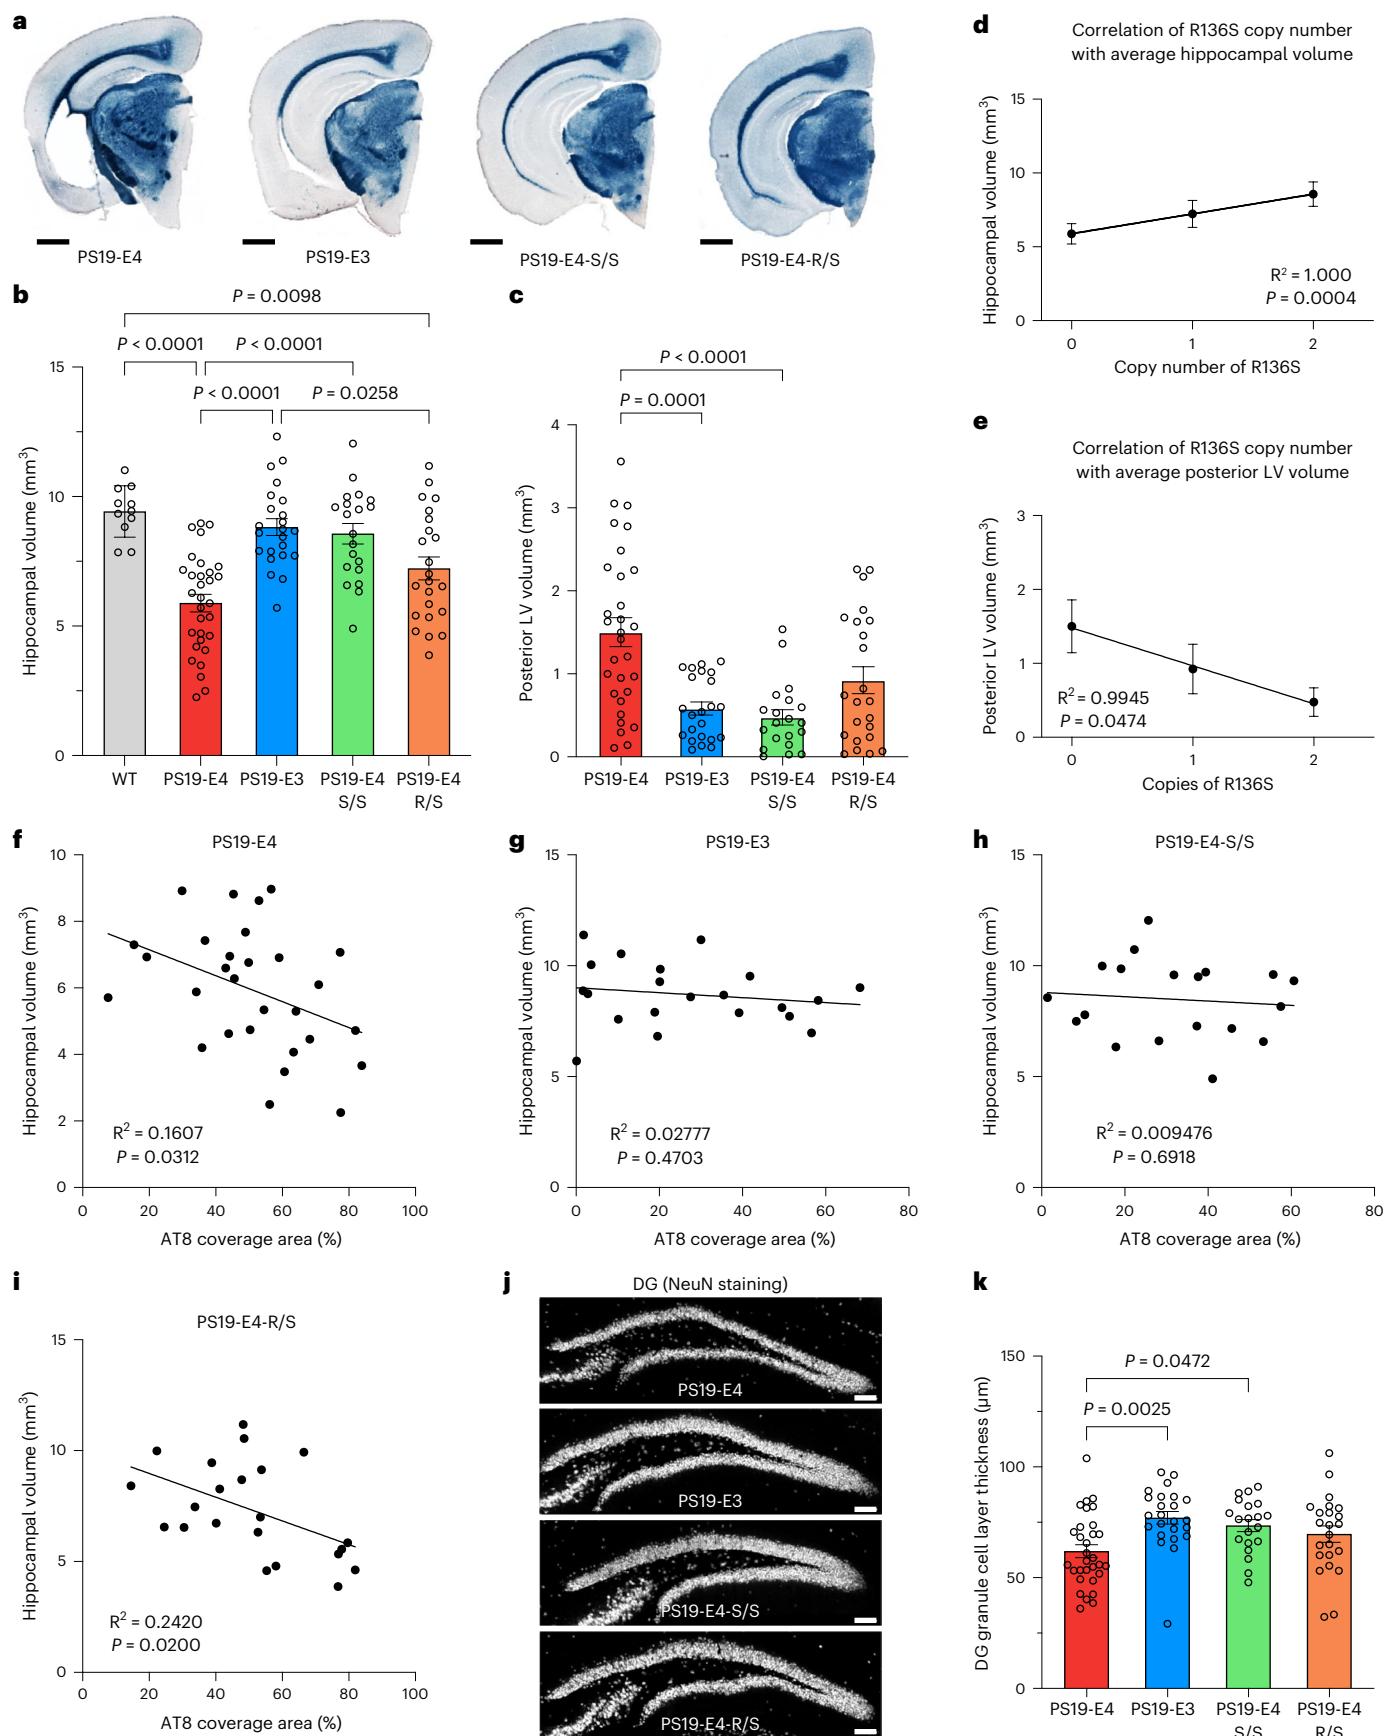 a
PS19-E4
PS19-E3
PS19-E4-S/S
PS19-E4-R/S
b
P = 0.0098
P < 0.0001
P < 0.0001
P < 0.0001
P = 0.0258
Hippocampal volume (mm3)
15
10
5
0
WT
PS19-E4
PS19-E3
PS19-E4
S/S
PS19-E4
R/S
c
P < 0.0001
P = 0.0001
Posterior LV volume (mm3)
4
3
2
1
0
PS19-E4
PS19-E3
PS19-E4
S/S
PS19-E4
R/S
d
Correlation of R136S copy number
with average hippocampal volume
Hippocampal volume (mm3)
15
10
5
0
R2 = 1.000
P = 0.0004
0 1 2
Copy number of R136S
e
Correlation of R136S copy number
with average posterior LV volume
Posterior LV volume (mm3)
3
2
1
0
R2 = 0.9945
P = 0.0474
0 1 2
Copies of R136S
f
PS19-E4
Hippocampal volume (mm3)
10
8
6
4
2
0
R2 = 0.1607
P = 0.0312
0 20 40 60 80 100
AT8 coverage area (%)
g
PS19-E3
Hippocampal volume (mm3)
15
10
5
0
R2 = 0.02777
P = 0.4703
0 20 40 60 80
AT8 coverage area (%)
h
PS19-E4-S/S
Hippocampal volume (mm3)
15
10
5
0
R2 = 0.009476
P = 0.6918
0 20 40 60 80
AT8 coverage area (%)
i
PS19-E4-R/S
Hippocampal volume (mm3)
15
10
5
0
R2 = 0.2420
P = 0.0200
0 20 40 60 80 100
AT8 coverage area (%)
j
DG (NeuN staining)
PS19-E4
PS19-E3
PS19-E4-S/S
PS19-E4-R/S
k
P = 0.0472
P = 0.0025
DG granule cell layer thickness (µm)
150
100
50
0
PS19-E4
PS19-E3
PS19-E4
S/S
PS19-E4
R/S